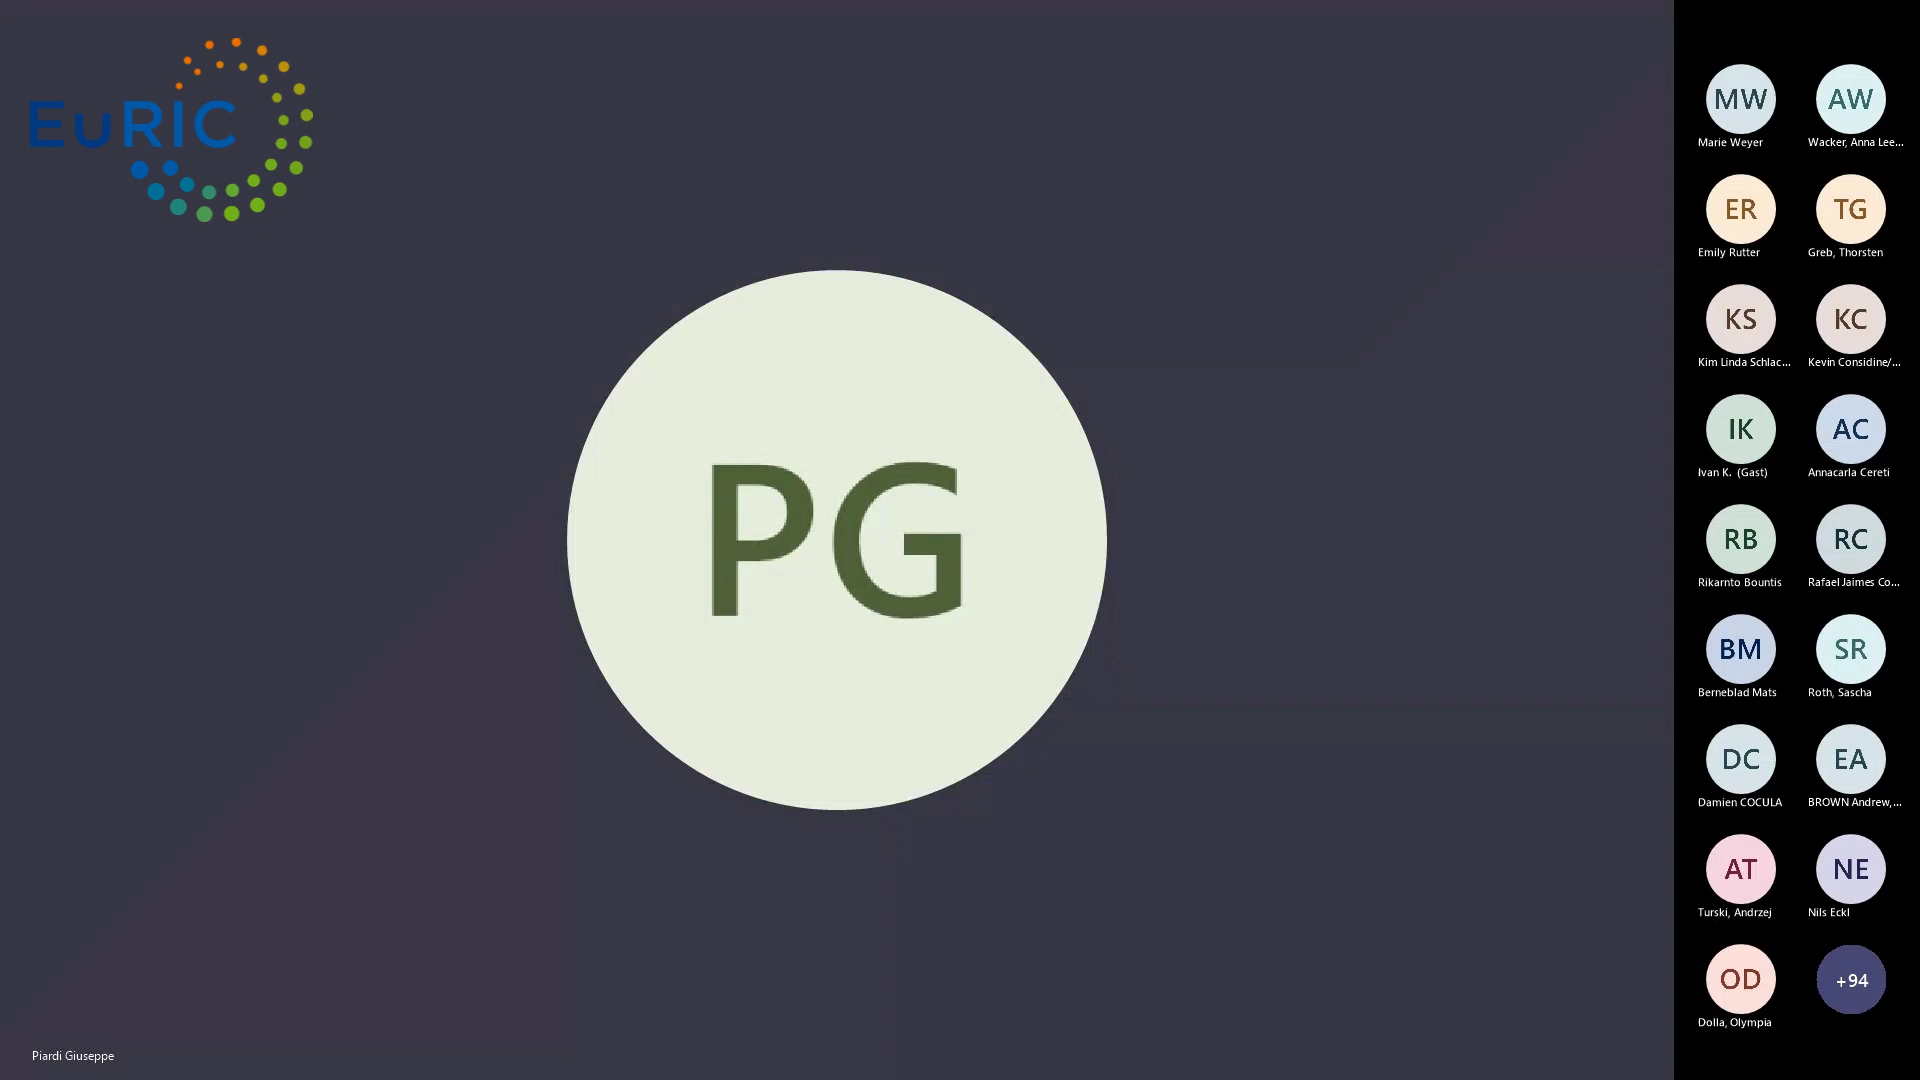 EuRIC
PG
Piardi Giuseppe
MW
AW
Marie Weyer
Wacker, Anna Lee...
ER
TG
Emily Rutter
Greb, Thorsten
KS
KC
Kim Linda Schlac...
Kevin Considine/...
IK
AC
Ivan K. (Gast)
Annacarla Cereti
RB
RC
Rikarnto Bountis
Rafael Jaimes Co...
BM
SR
Berneblad Mats
Roth, Sascha
DC
EA
Damien COCULA
BROWN Andrew,...
AT
NE
Turski, Andrzej
Nils Eckl
OD
+94
Dolla, Olympia